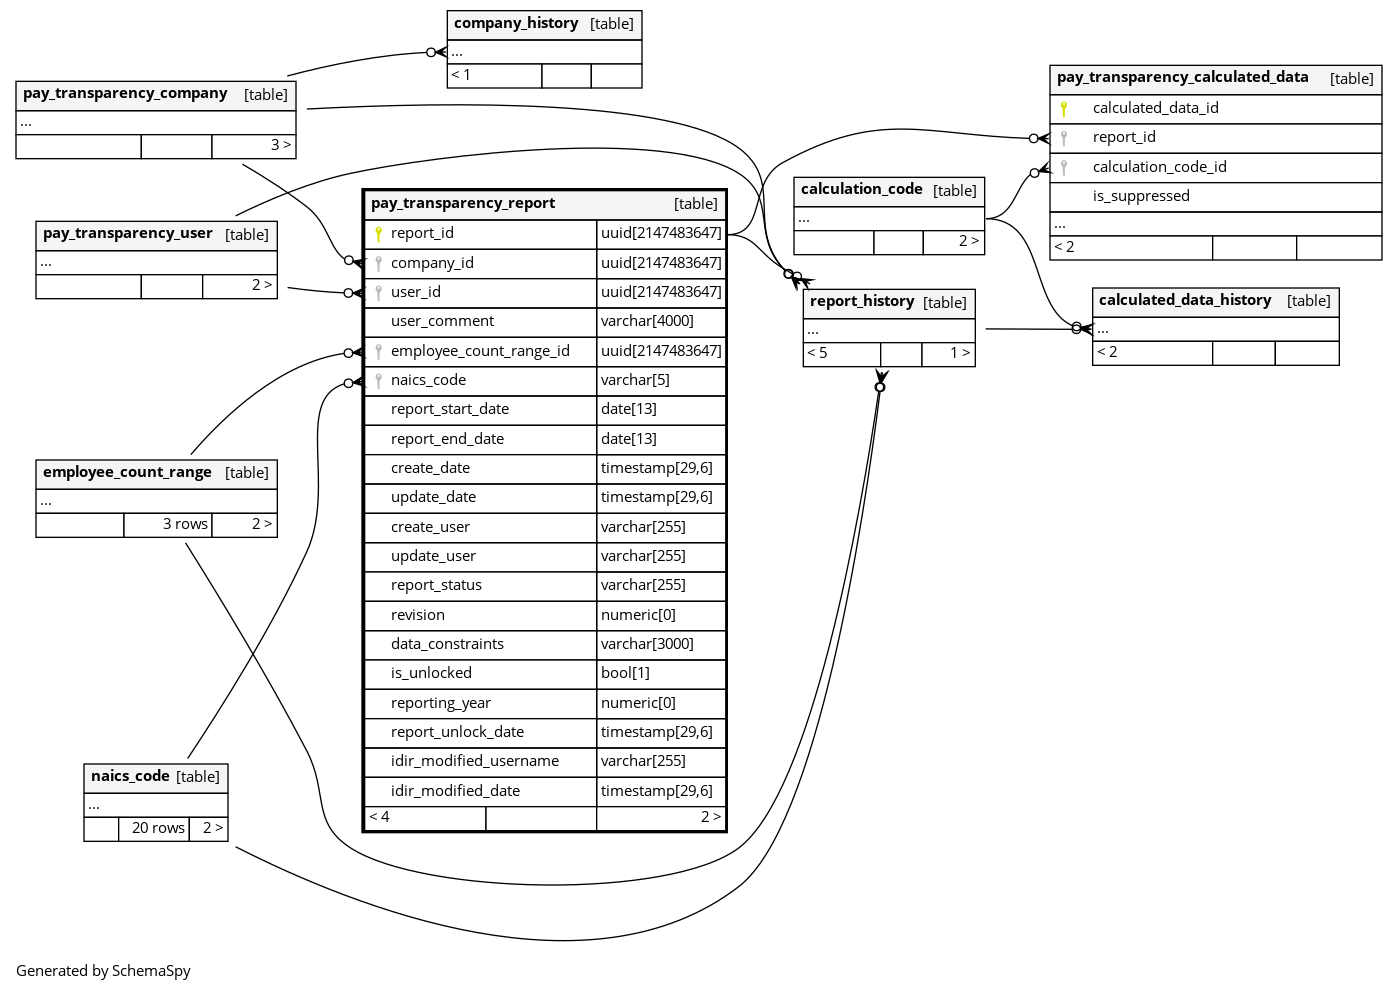 company_history [table]
...
< 1
pay_transparency_company [table]
...
3 >
pay_transparency_user [table]
...
2 >
employee_count_range [table]
...
3 rows 2 >
naics_code [table]
...
20 rows 2 >
pay_transparency_report [table]
report_id uuid[2147483647]
company_id uuid[2147483647]
user_id uuid[2147483647]
user_comment varchar[4000]
employee_count_range_id uuid[2147483647]
naics_code varchar[5]
report_start_date date[13]
report_end_date date[13]
create_date timestamp[29,6]
update_date timestamp[29,6]
create_user varchar[255]
update_user varchar[255]
report_status varchar[255]
revision numeric[0]
data_constraints varchar[3000]
is_unlocked bool[1]
reporting_year numeric[0]
report_unlock_date timestamp[29,6]
idir_modified_username varchar[255]
idir_modified_date timestamp[29,6]
< 4 2 >
calculation_code [table]
...
2 >
report_history [table]
...
< 5 1 >
pay_transparency_calculated_data [table]
calculated_data_id
report_id
calculation_code_id
is_suppressed
...
< 2
calculated_data_history [table]
...
< 2
Generated by SchemaSpy